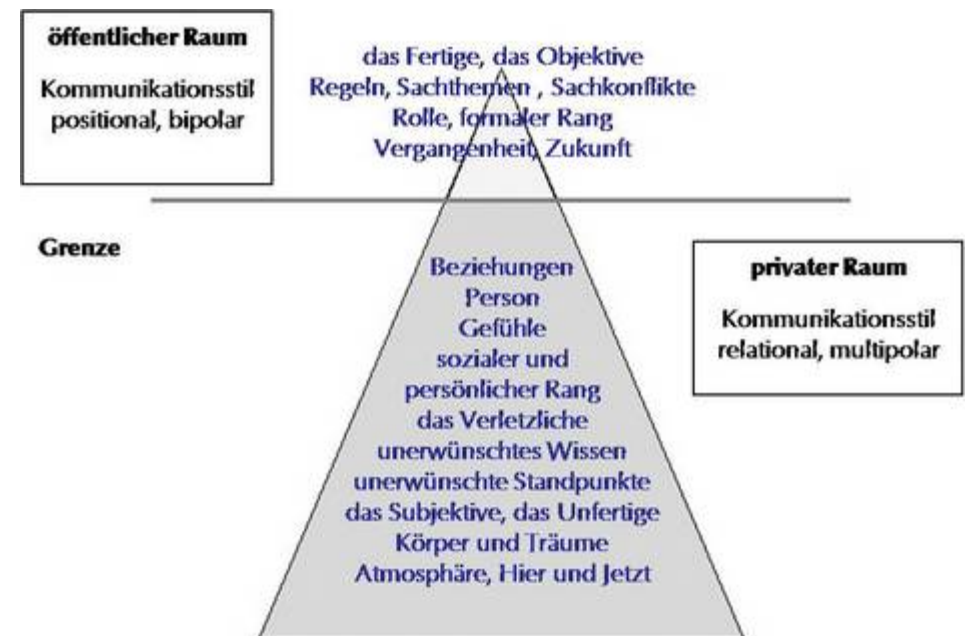 öffentlicher Raum
Kommunikationsstil
positional, bipolar
das Fertige, das Objektive
Regeln, Sachthemen , Sachkonflikte
Rolle, formaler Rang
Vergangenheit, Zukunft
Grenze
Beziehungen
Person
Gefühle
sozialer und
persönlicher Rang
das Verletzliche
unerwünschtes Wissen
unerwünschte Standpunkte
das Subjektive, das Unfertige
Körper und Träume
Atmosphäre, Hier und Jetzt
privater Raum
Kommunikationsstil
relational, multipolar